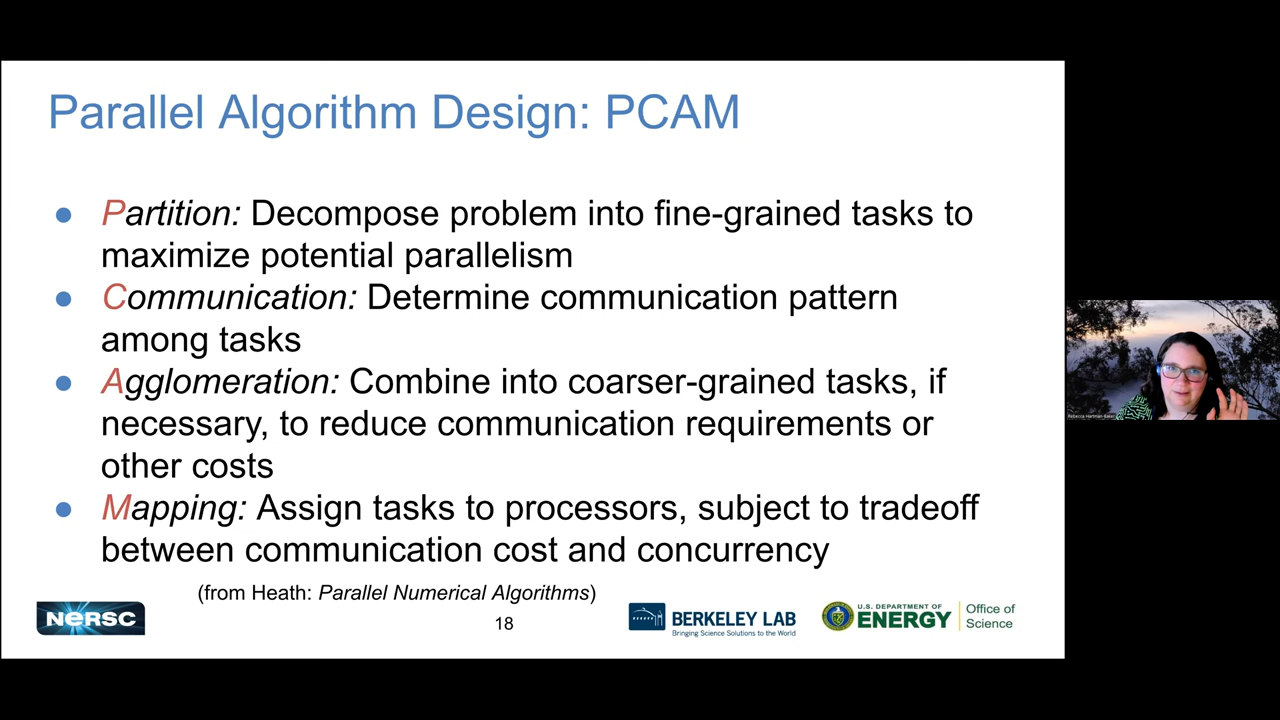 Parallel Algorithm Design: PCAM
● Partition: Decompose problem into fine-grained tasks to
maximize potential parallelism
● Communication: Determine communication pattern
among tasks
● Agglomeration: Combine into coarser-grained tasks, if
necessary, to reduce communication requirements or
other costs
● Mapping: Assign tasks to processors, subject to tradeoff
between communication cost and concurrency
(from Heath: Parallel Numerical Algorithms)
NERSC
18
BERKELEY LAB
Bringing Science Solutions to the World
U.S. DEPARTMENT OF
ENERGY
Office of
Science
Rebecca Hartman-Baker